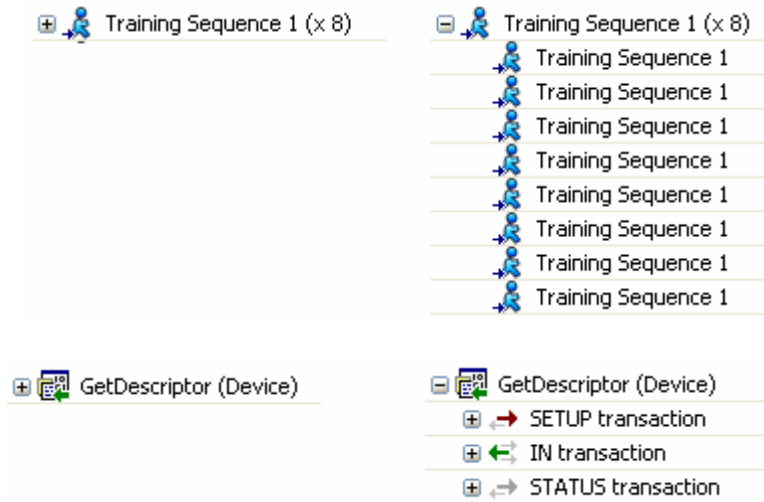 Training Sequence 1 (x 8)
Training Sequence 1 (x 8)
Training Sequence 1
Training Sequence 1
Training Sequence 1
Training Sequence 1
Training Sequence 1
Training Sequence 1
Training Sequence 1
Training Sequence 1
GetDescriptor (Device)
GetDescriptor (Device)
SETUP transaction
IN transaction
STATUS transaction